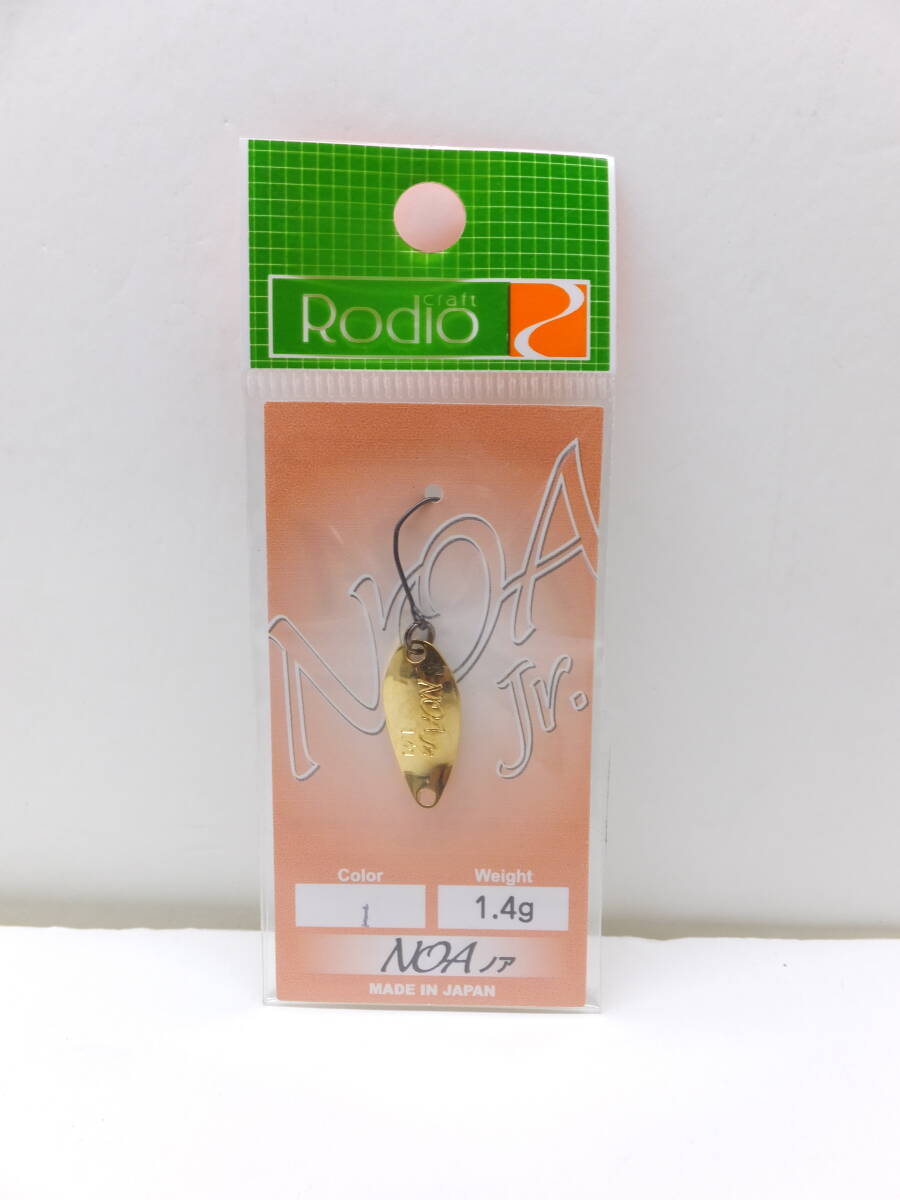 craft
Rodio
NOA
Jr.
NOA Jr
1.4
Color
Weight
1
1.4g
NOA ノア
MADE IN JAPAN